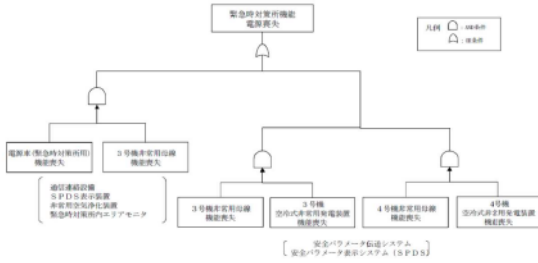 緊急時対策所機能
電源喪失
凡例
：AND条件
：OR条件
電源車(緊急時対策所用)
機能喪失
３号機非常用母線
機能喪失
通信連絡設備
ＳＰＤＳ表示装置
非常用空気浄化装置
緊急時対策所内エリアモニタ
３号機非常用母線
機能喪失
３号機
空冷式非常用発電装置
機能喪失
４号機非常用母線
機能喪失
4号機
空冷式非常用発電装置
機能喪失
安全パラメータ伝送システム
安全パラメータ表示システム（ＳＰＤＳ）